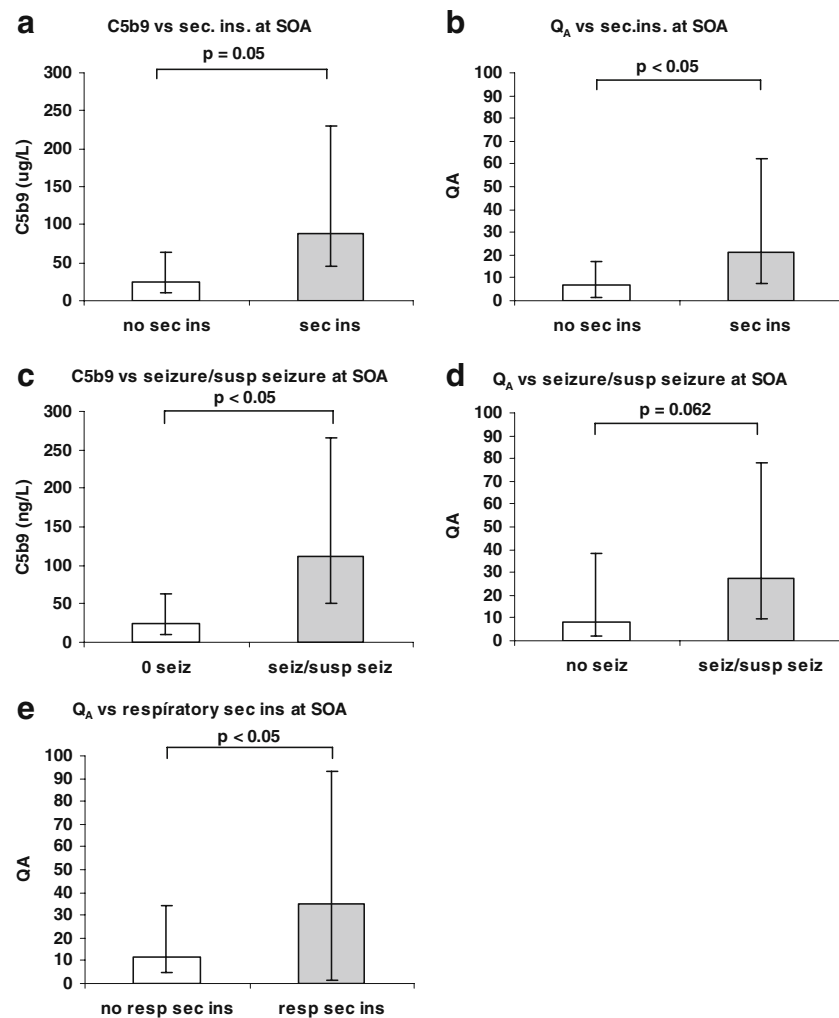 a
C5b9 vs sec. ins. at SOA
p = 0.05
300
250
200
150
100
50
0
C5b9 (ug/L)
no sec ins
sec ins
b
QA vs sec.ins. at SOA
p < 0.05
100
90
80
70
60
50
40
30
20
10
0
QA
no sec ins
sec ins
c
C5b9 vs seizure/susp seizure at SOA
p < 0.05
300
250
200
150
100
50
0
C5b9 (ng/L)
0 seiz
seiz/susp seiz
d
QA vs seizure/susp seizure at SOA
p = 0.062
100
90
80
70
60
50
40
30
20
10
0
QA
no seiz
seiz/susp seiz
e
QA vs respíratory sec ins at SOA
p < 0.05
100
90
80
70
60
50
40
30
20
10
0
QA
no resp sec ins
resp sec ins